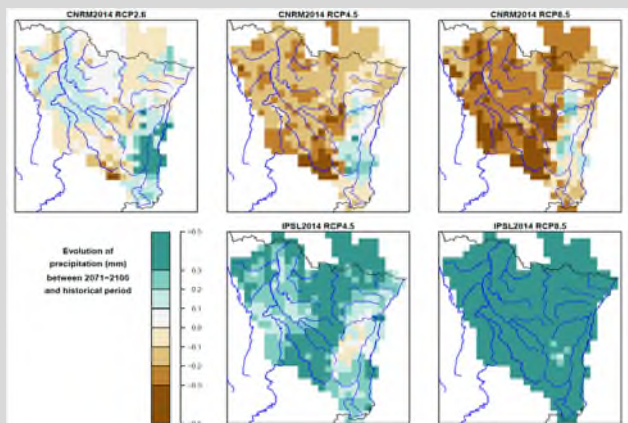 CNRM2014 RCP2.6
CNRM2014 RCP4.5
CNRM2014 RCP8.5
IPSL2014 RCP4.5
IPSL2014 RCP8.5
Evolution of
precipitation (mm)
between 2071-2100
and historical period
0.3
0.2
0.1
0.0
-0.1
-0.2
-0.3